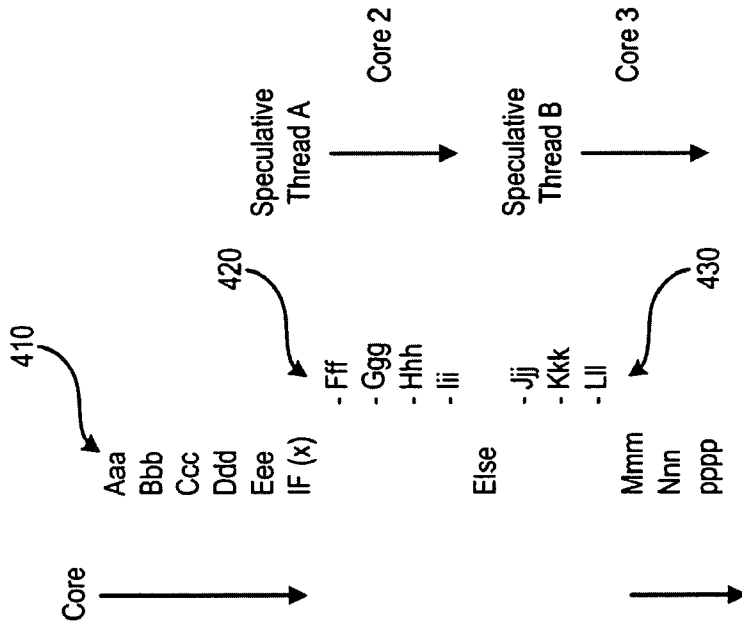 410
Core
Aaa
Bbb
Ccc
Ddd
Eee
IF (x)
420
- Fff
- Ggg
- Hhh
- Iii
Speculative
Thread A
Core 2
Else
- Jjj
- Kkk
- Lll
Speculative
Thread B
Core 3
430
Mmm
Nnn
pppp